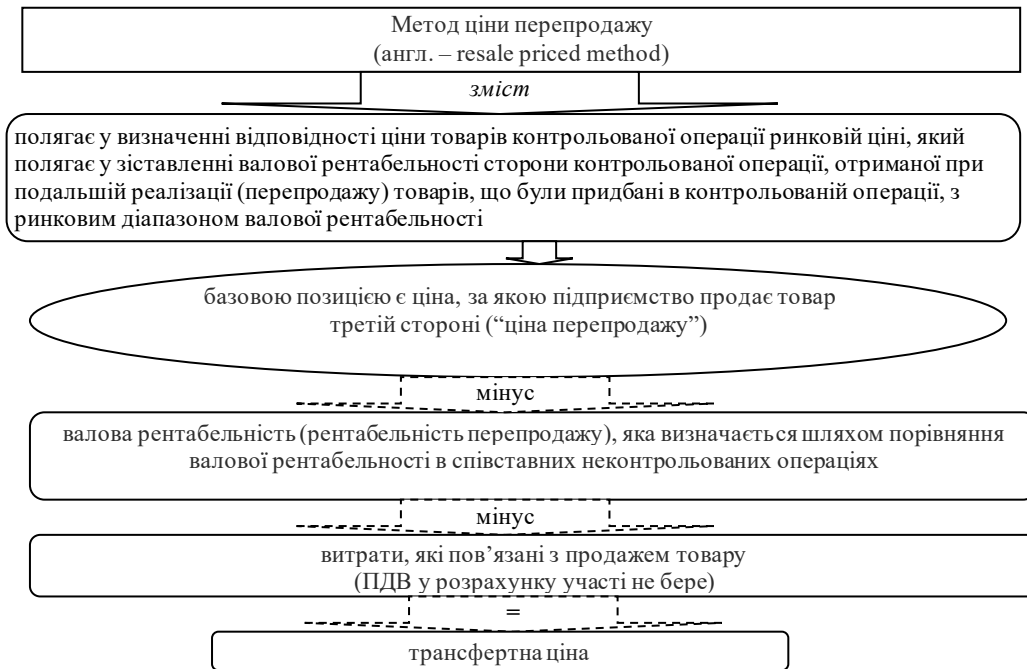 Метод ціни перепродажу
(англ. – resale priced method)
зміст
полягає у визначенні відповідності ціни товарів контрольованої операції ринковій ціні, який
полягає у зіставленні валової рентабельності сторони контрольованої операції, отриманої при
подальшій реалізації (перепродажу) товарів, що були придбані в контрольованій операції, з
ринковим діапазоном валової рентабельності
базовою позицією є ціна, за якою підприємство продає товар
третій стороні (“ціна перепродажу”)
мінус
валова рентабельність (рентабельність перепродажу), яка визначається шляхом порівняння
валової рентабельності в співставних неконтрольованих операціях
мінус
витрати, які пов’язані з продажем товару
(ПДВ у розрахунку участі не бере)
=
трансфертна ціна